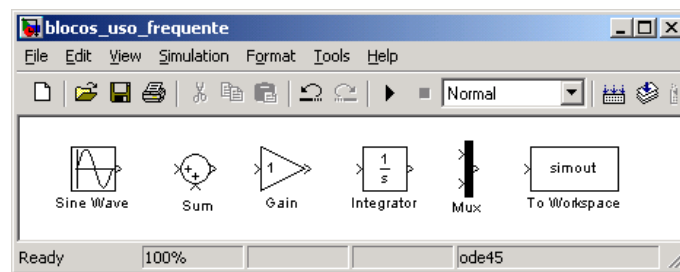 blocos_uso_frequente
File Edit View Simulation Format Tools Help
Normal
1
s
+
+
1
simout
Sine Wave Sum Gain Integrator Mux To Workspace
Ready 100% ode45